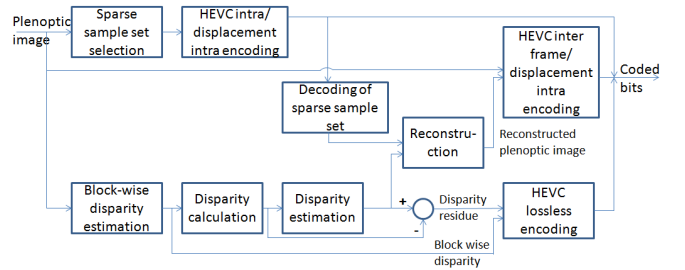 Plenoptic
image
Sparse
sample set
selection
HEVC intra/
displacement
intra encoding
HEVC inter
frame/
displacement
intra
encoding
Coded
bits
Decoding of
sparse sample
set
Reconstru-
ction
Reconstructed
plenoptic image
Block-wise
disparity
estimation
Disparity
calculation
Disparity
estimation
+
-
Disparity
residue
Block wise
disparity
HEVC
lossless
encoding